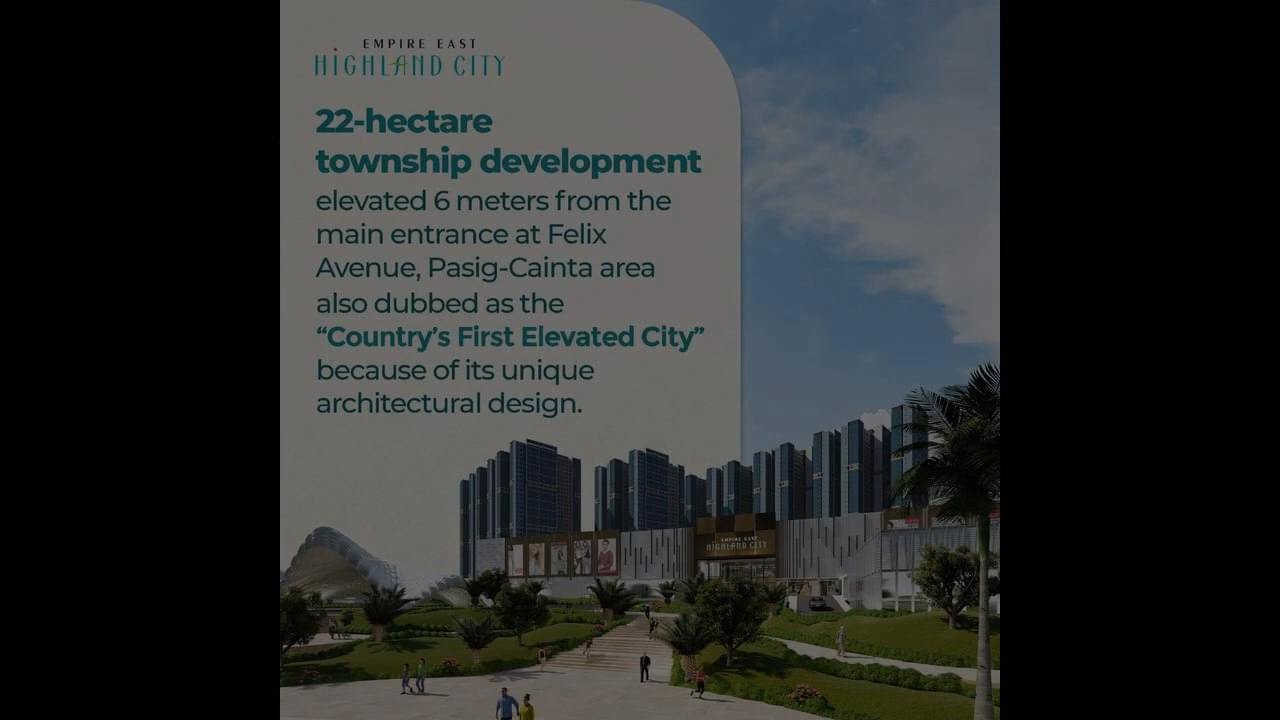 EMPIRE EAST
HIGHLAND CITY
22-hectare
township development
elevated 6 meters from the
main entrance at Felix
Avenue, Pasig-Cainta area
also dubbed as the
“Country’s First Elevated City”
because of its unique
architectural design.
EMPIRE EAST
HIGHLAND CITY